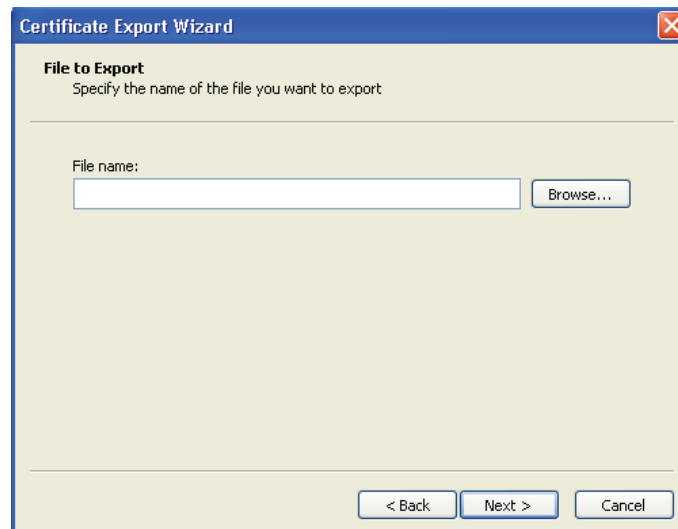 Certificate Export Wizard
File to Export
Specify the name of the file you want to export
File name:
Browse...
< Back Next > Cancel